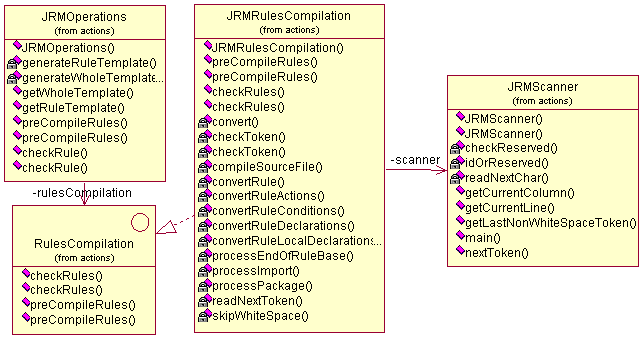 JRMOperations
(from actions)
JRMOperations()
generateRuleTemplate()
generateWholeTemplate...
getWholeTemplate()
getRuleTemplate()
preCompileRules()
preCompileRules()
checkRule()
checkRule()
-rulesCompilation
RulesCompilation
(from actions)
checkRules()
checkRules()
preCompileRules()
preCompileRules()
JRMRulesCompilation
(from actions)
JRMRulesCompilation()
preCompileRules()
preCompileRules()
checkRules()
checkRules()
convert()
checkToken()
checkToken()
compileSourceFile()
convertRule()
convertRuleActions()
convertRuleConditions()
convertRuleDeclarations()
convertRuleLocalDeclarations...
processEndOfRuleBase()
processImport()
processPackage()
readNextToken()
skipWhiteSpace()
-scanner
JRMScanner
(from actions)
JRMScanner()
JRMScanner()
checkReserved()
idOrReserved()
readNextChar()
getCurrentColumn()
getCurrentLine()
getLastNonWhiteSpaceToken()
main()
nextToken()